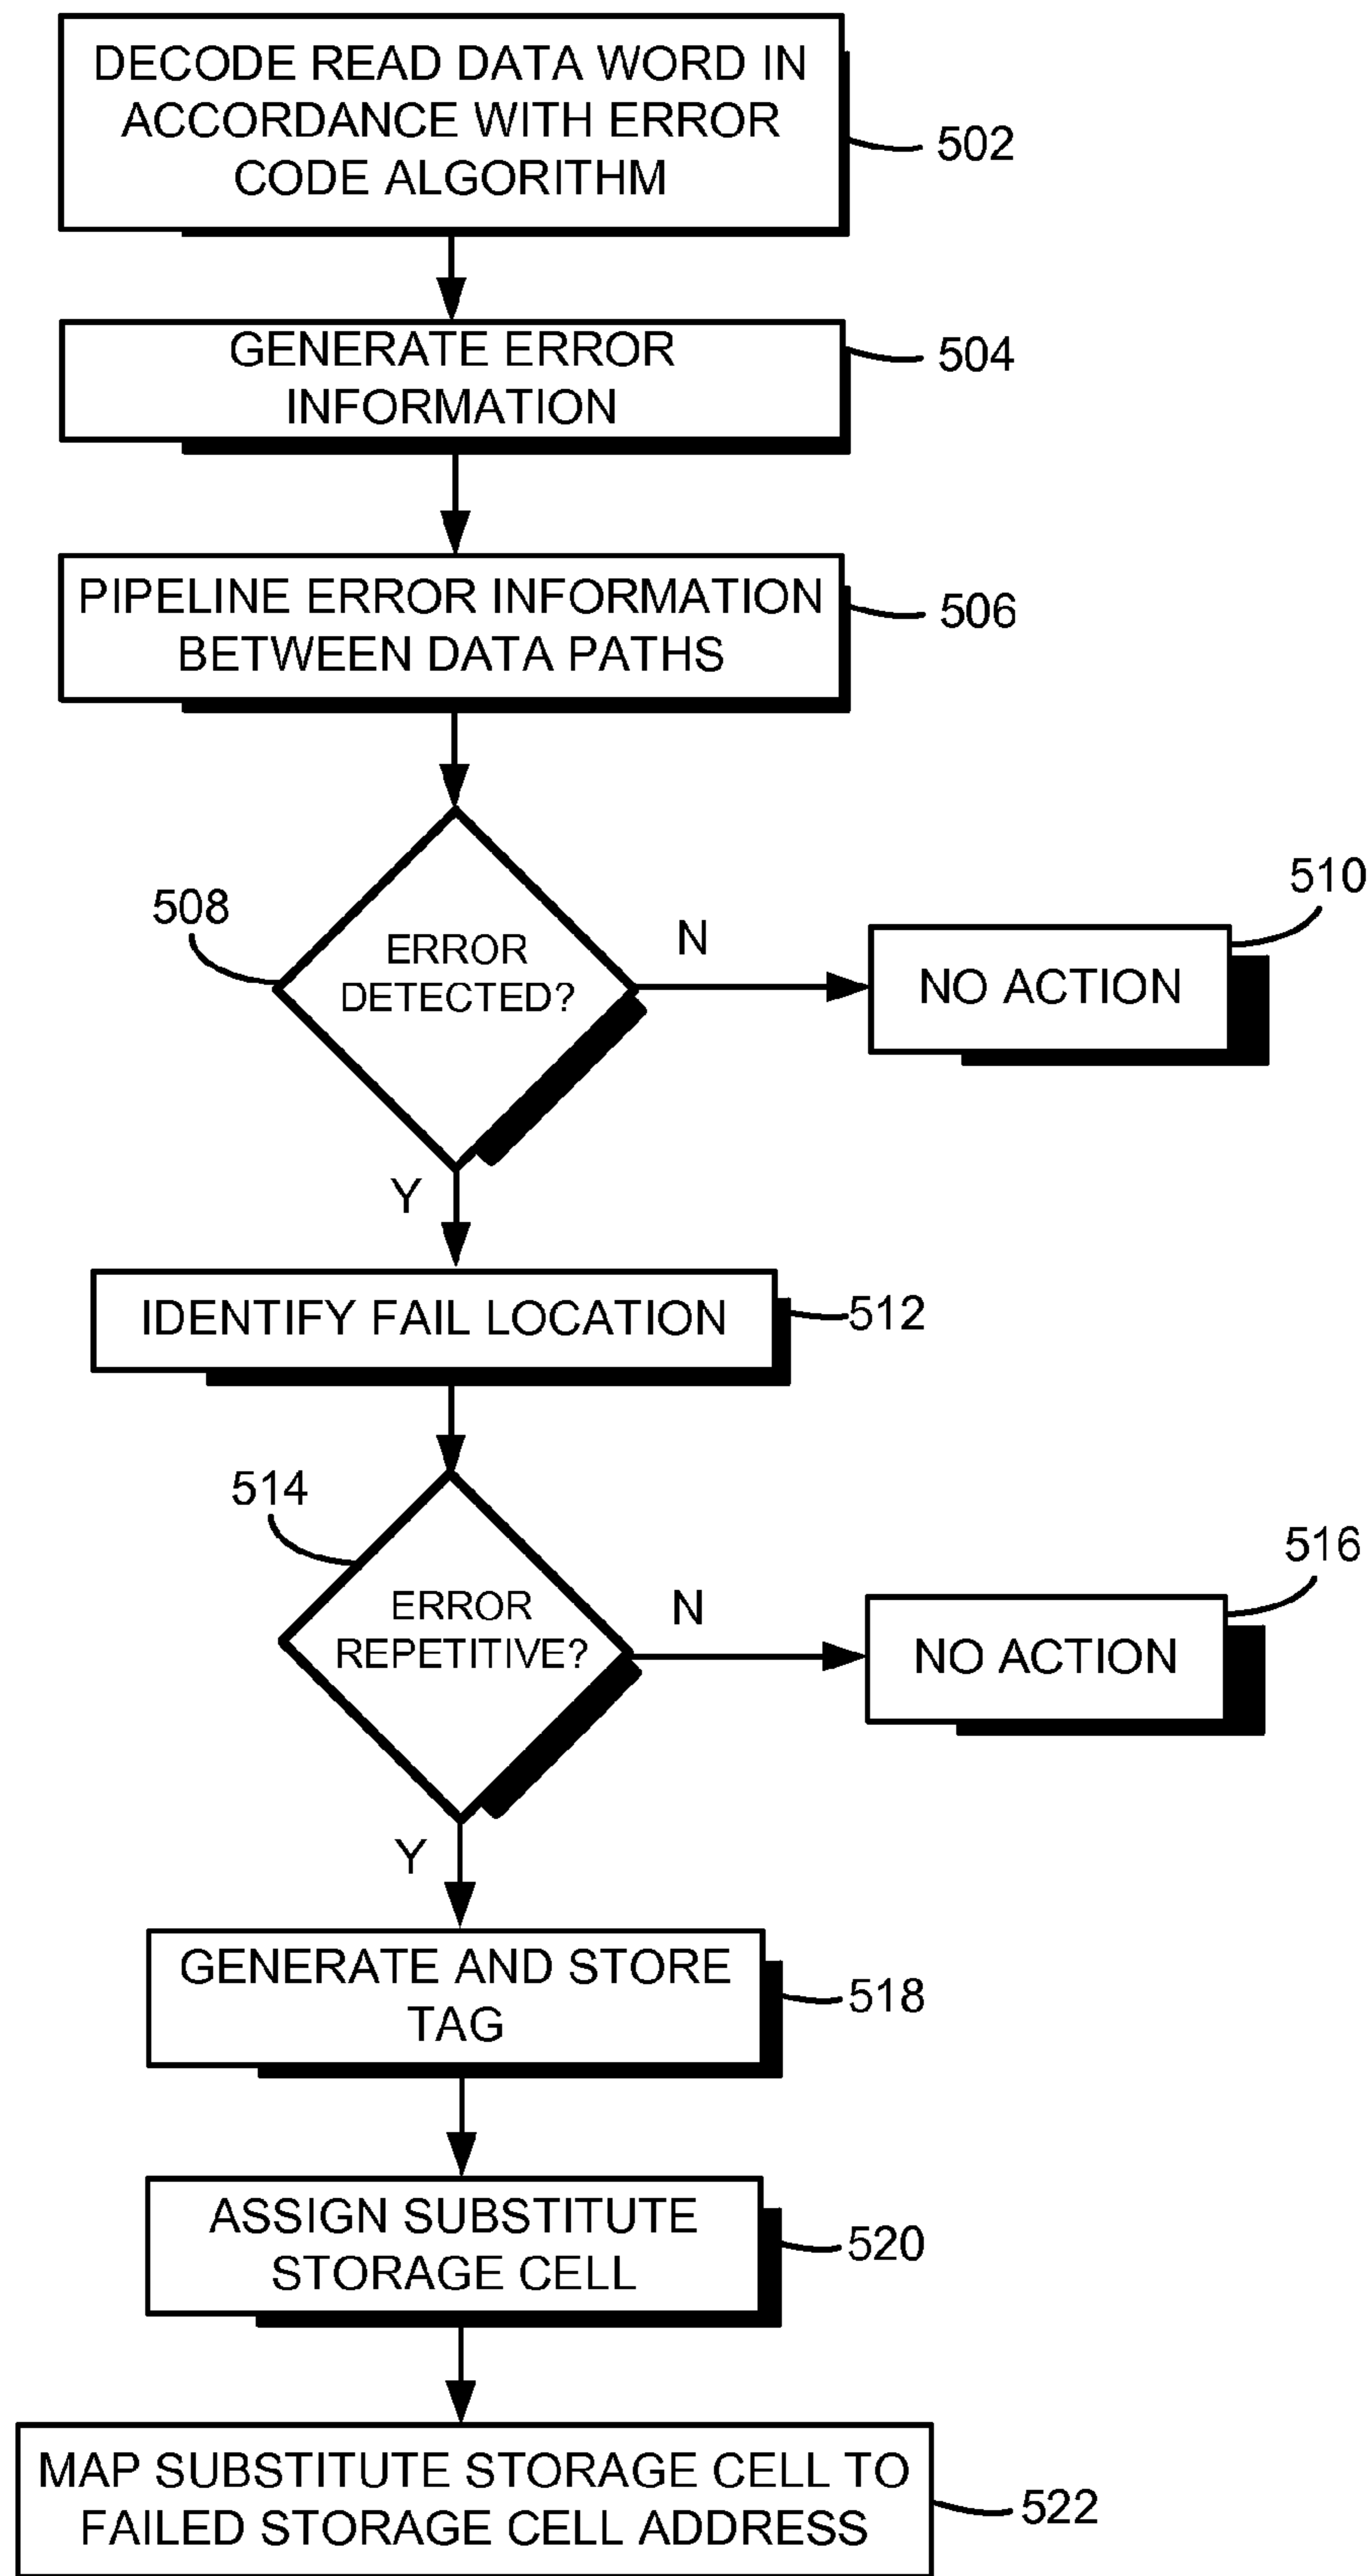 DECODE READ DATA WORD IN
ACCORDANCE WITH ERROR
CODE ALGORITHM
502
GENERATE ERROR
INFORMATION
504
PIPELINE ERROR INFORMATION
BETWEEN DATA PATHS
506
508
ERROR
DETECTED?
N
510
NO ACTION
Y
IDENTIFY FAIL LOCATION
512
514
ERROR
REPETITIVE?
N
516
NO ACTION
Y
GENERATE AND STORE
TAG
518
ASSIGN SUBSTITUTE
STORAGE CELL
520
MAP SUBSTITUTE STORAGE CELL TO
FAILED STORAGE CELL ADDRESS
522